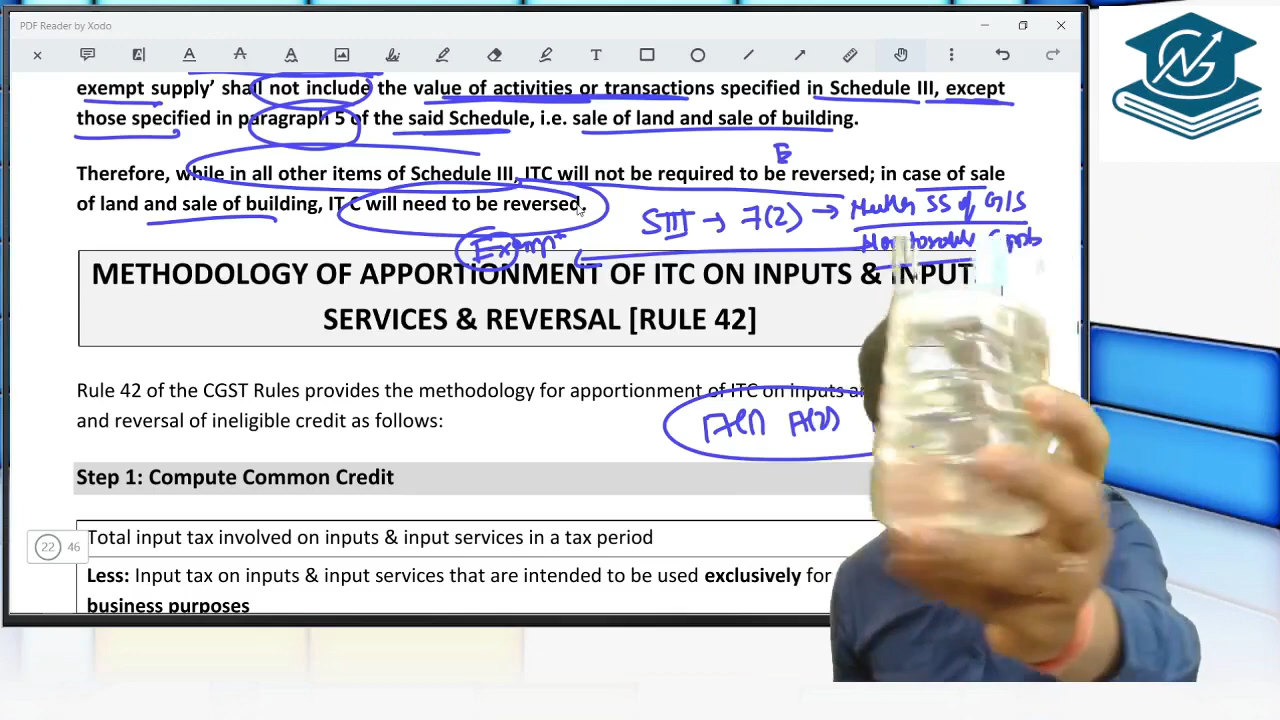 PDF Reader by Xodo
exempt supply’ shall not include the value of activities or transactions specified in Schedule III, except
those specified in paragraph 5 of the said Schedule, i.e. sale of land and sale of building.
E
Therefore, while in all other items of Schedule III, ITC will not be required to be reversed; in case of sale
of land and sale of building, IT C will need to be reversed.
SIII → 7(2) → SS of G/S
Exempt
METHODOLOGY OF APPORTIONMENT OF ITC ON INPUTS & INPUT
SERVICES & REVERSAL [RULE 42]
Rule 42 of the CGST Rules provides the methodology for apportionment of ITC on inputs
and reversal of ineligible credit as follows:
Step 1: Compute Common Credit
Total input tax involved on inputs & input services in a tax period
22 46
Less: Input tax on inputs & input services that are intended to be used exclusively for
business purposes